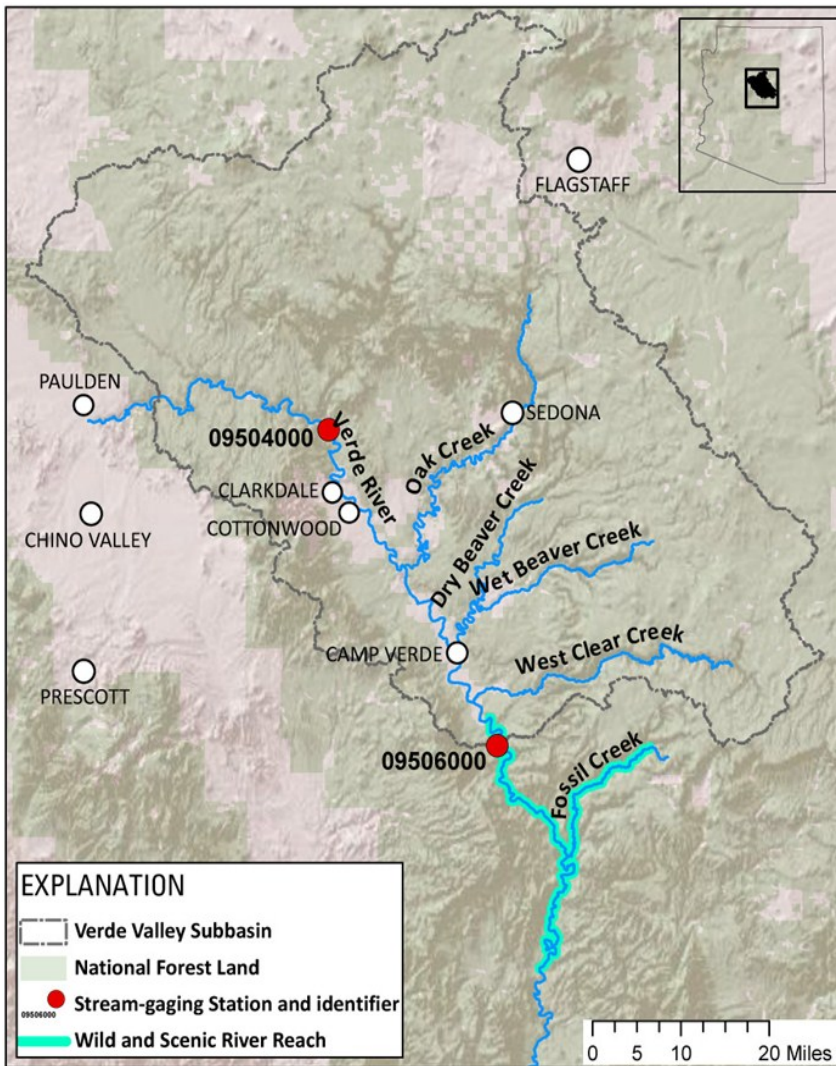 FLAGSTAFF
PAULDEN
SEDONA
09504000
Verde River
Oak Creek
CLARKDALE
COTTONWOOD
CHINO VALLEY
Dry Beaver Creek
Wet Beaver Creek
CAMP VERDE
West Clear Creek
PRESCOTT
09506000
Fossil Creek
EXPLANATION
Verde Valley Subbasin
National Forest Land
Stream-gaging Station and identifier
09506000
Wild and Scenic River Reach
0 5 10 20 Miles